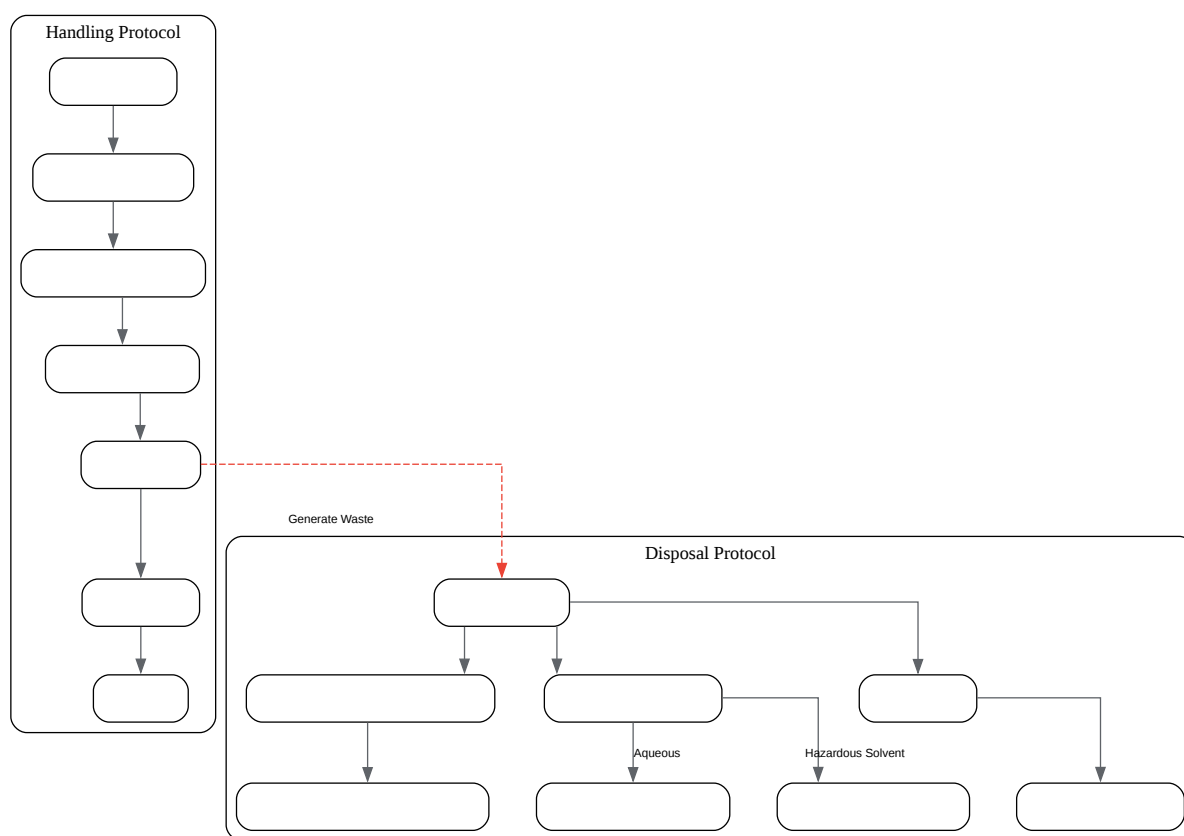 Handling Protocol
Generate Waste
Disposal Protocol
Aqueous
Hazardous Solvent